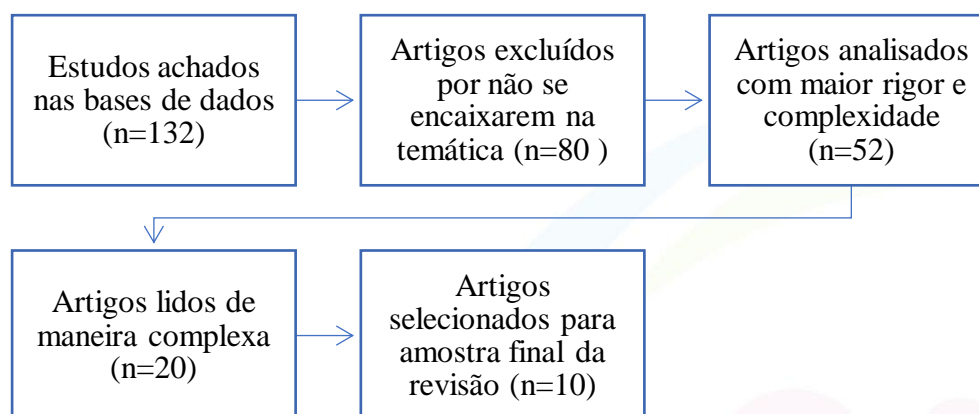 Estudos achados
nas bases de dados
(n=132)
Artigos excluídos
por não se
encaixarem na
temática (n=80 )
Artigos analisados
com maior rigor e
complexidade
(n=52)
Artigos lidos de
maneira complexa
(n=20)
Artigos
selecionados para
amostra final da
revisão (n=10)